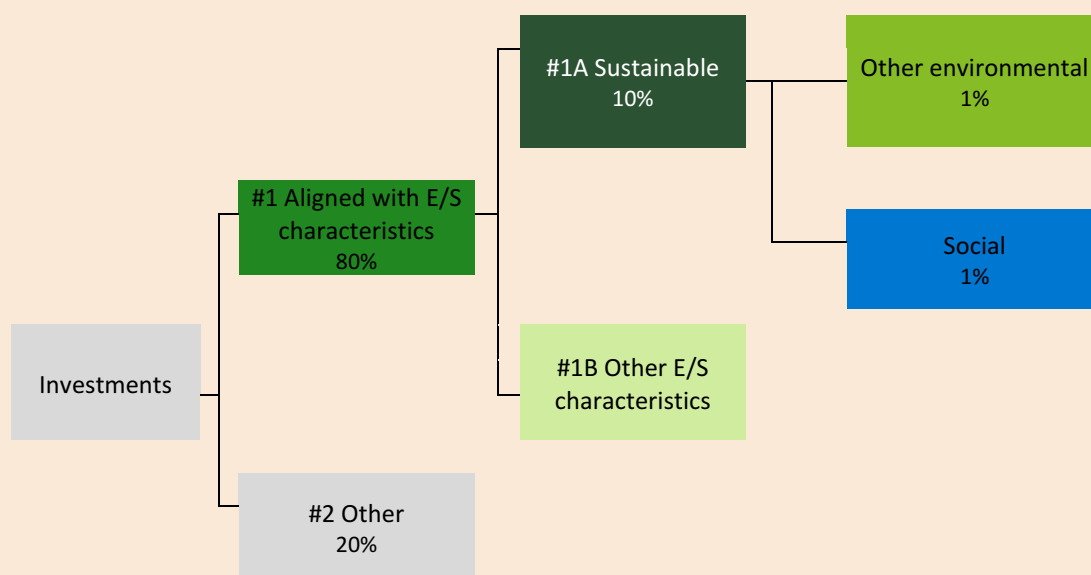 #1A Sustainable
10%
Other environmental
1%
#1 Aligned with E/S
characteristics
80%
Social
1%
Investments
#1B Other E/S
characteristics
#2 Other
20%